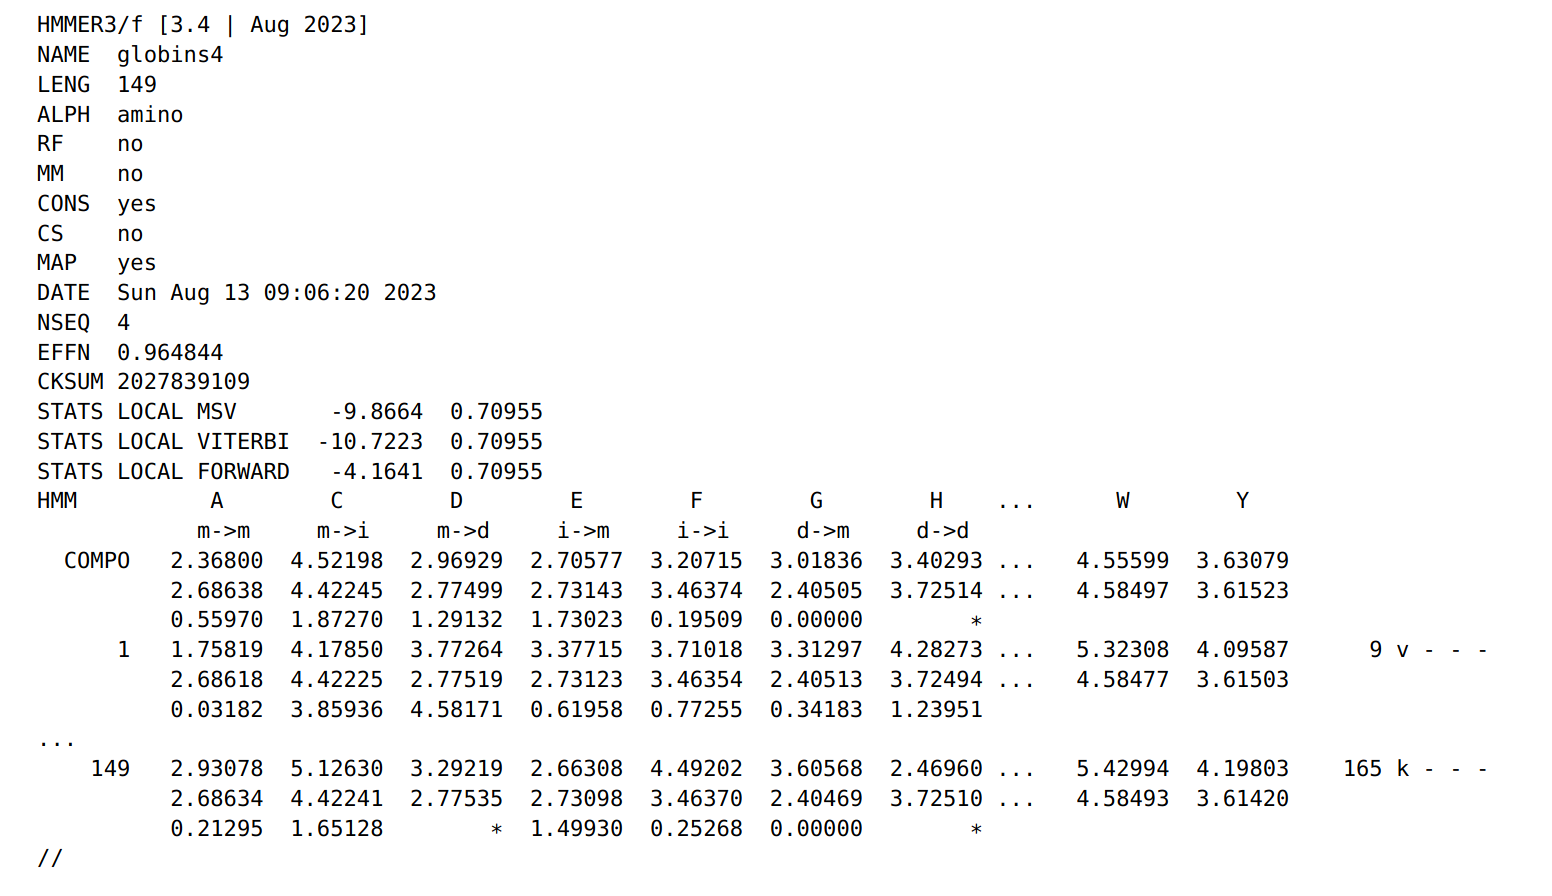 HMMER3/f [3.4 | Aug 2023]
NAME  globins4
LENG  149
ALPH  amino
RF    no
MM    no
CONS  yes
CS    no
MAP   yes
DATE  Sun Aug 13 09:06:20 2023
NSEQ  4
EFFN  0.964844
CKSUM 2027839109
STATS LOCAL MSV       -9.8664  0.70955
STATS LOCAL VITERBI  -10.7223  0.70955
STATS LOCAL FORWARD   -4.1641  0.70955
HMM          A        C        D        E        F        G        H    ...      W        Y
            m->m     m->i     m->d     i->m     i->i     d->m     d->d
  COMPO   2.36800  4.52198  2.96929  2.70577  3.20715  3.01836  3.40293 ...   4.55599  3.63079
          2.68638  4.42245  2.77499  2.73143  3.46374  2.40505  3.72514 ...   4.58497  3.61523
          0.55970  1.87270  1.29132  1.73023  0.19509  0.00000        *
      1   1.75819  4.17850  3.77264  3.37715  3.71018  3.31297  4.28273 ...   5.32308  4.09587      9 v - - -
          2.68618  4.42225  2.77519  2.73123  3.46354  2.40513  3.72494 ...   4.58477  3.61503
          0.03182  3.85936  4.58171  0.61958  0.77255  0.34183  1.23951
...
    149   2.93078  5.12630  3.29219  2.66308  4.49202  3.60568  2.46960 ...   5.42994  4.19803    165 k - - -
          2.68634  4.42241  2.77535  2.73098  3.46370  2.40469  3.72510 ...   4.58493  3.61420
          0.21295  1.65128        *  1.49930  0.25268  0.00000        *
//